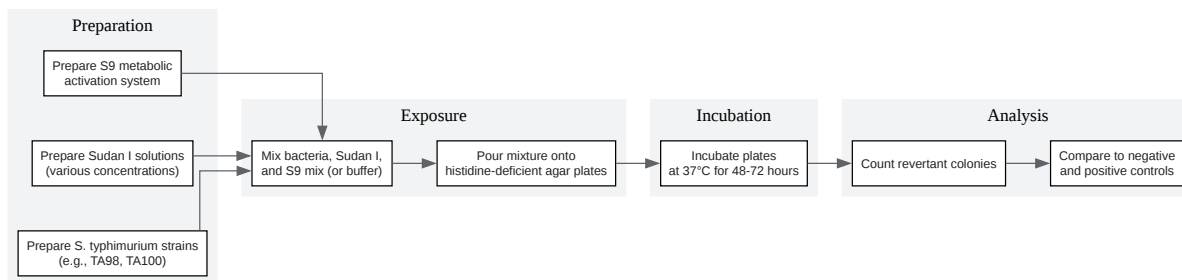 Preparation
Prepare S9 metabolic
activation system
Prepare Sudan I solutions
(various concentrations)
Prepare S. typhimurium strains
(e.g., TA98, TA100)
Exposure
Mix bacteria, Sudan I,
and S9 mix (or buffer)
Pour mixture onto
histidine-deficient agar plates
Incubation
Incubate plates
at 37°C for 48-72 hours
Analysis
Count revertant colonies
Compare to negative
and positive controls